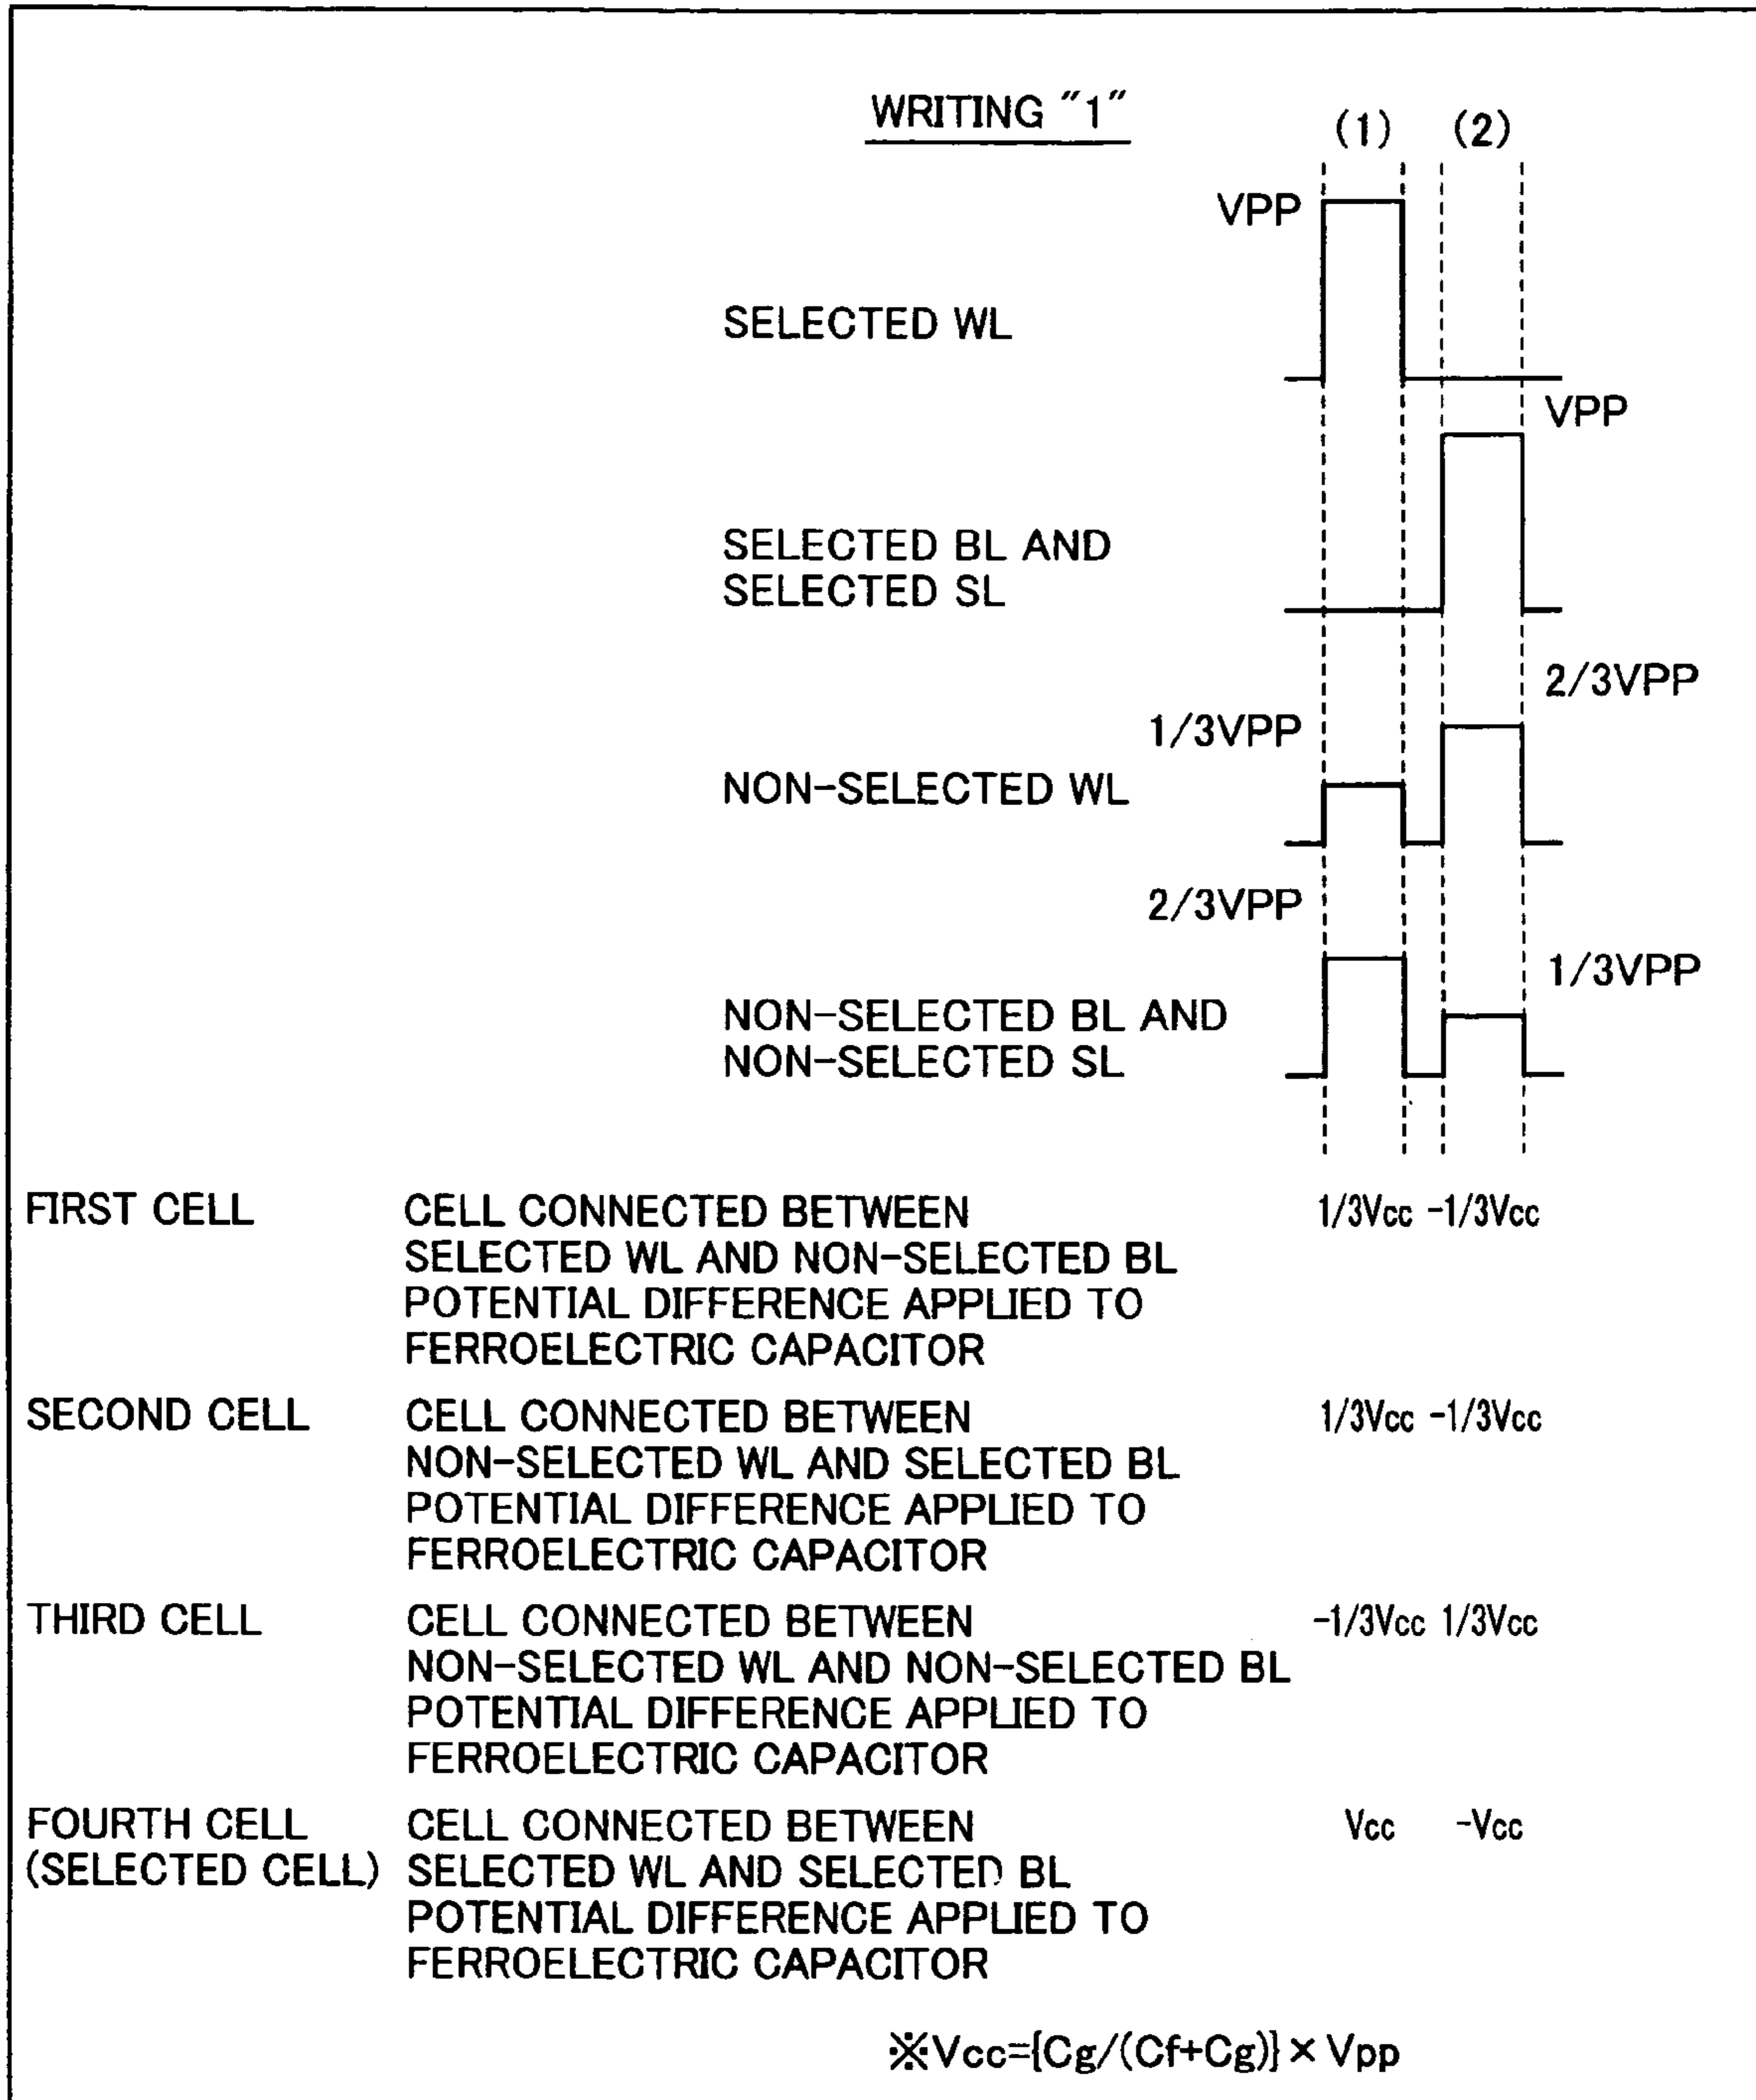 WRITING "1"
(1) (2)
VPP
SELECTED WL
VPP
SELECTED BL AND
SELECTED SL
2/3VPP
1/3VPP
NON-SELECTED WL
2/3VPP
1/3VPP
NON-SELECTED BL AND
NON-SELECTED SL
FIRST CELL CELL CONNECTED BETWEEN 1/3Vcc -1/3Vcc
SELECTED WL AND NON-SELECTED BL
POTENTIAL DIFFERENCE APPLIED TO
FERROELECTRIC CAPACITOR
SECOND CELL CELL CONNECTED BETWEEN 1/3Vcc -1/3Vcc
NON-SELECTED WL AND SELECTED BL
POTENTIAL DIFFERENCE APPLIED TO
FERROELECTRIC CAPACITOR
THIRD CELL CELL CONNECTED BETWEEN -1/3Vcc 1/3Vcc
NON-SELECTED WL AND NON-SELECTED BL
POTENTIAL DIFFERENCE APPLIED TO
FERROELECTRIC CAPACITOR
FOURTH CELL CELL CONNECTED BETWEEN Vcc -Vcc
(SELECTED CELL) SELECTED WL AND SELECTED BL
POTENTIAL DIFFERENCE APPLIED TO
FERROELECTRIC CAPACITOR
※Vcc={Cg/(Cf+Cg)}×Vpp